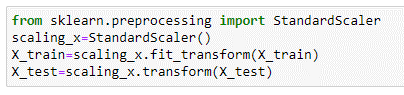 from sklearn.preprocessing import StandardScaler
scaling_x=StandardScaler()
X_train=scaling_x.fit_transform(X_train)
X_test=scaling_x.transform(X_test)